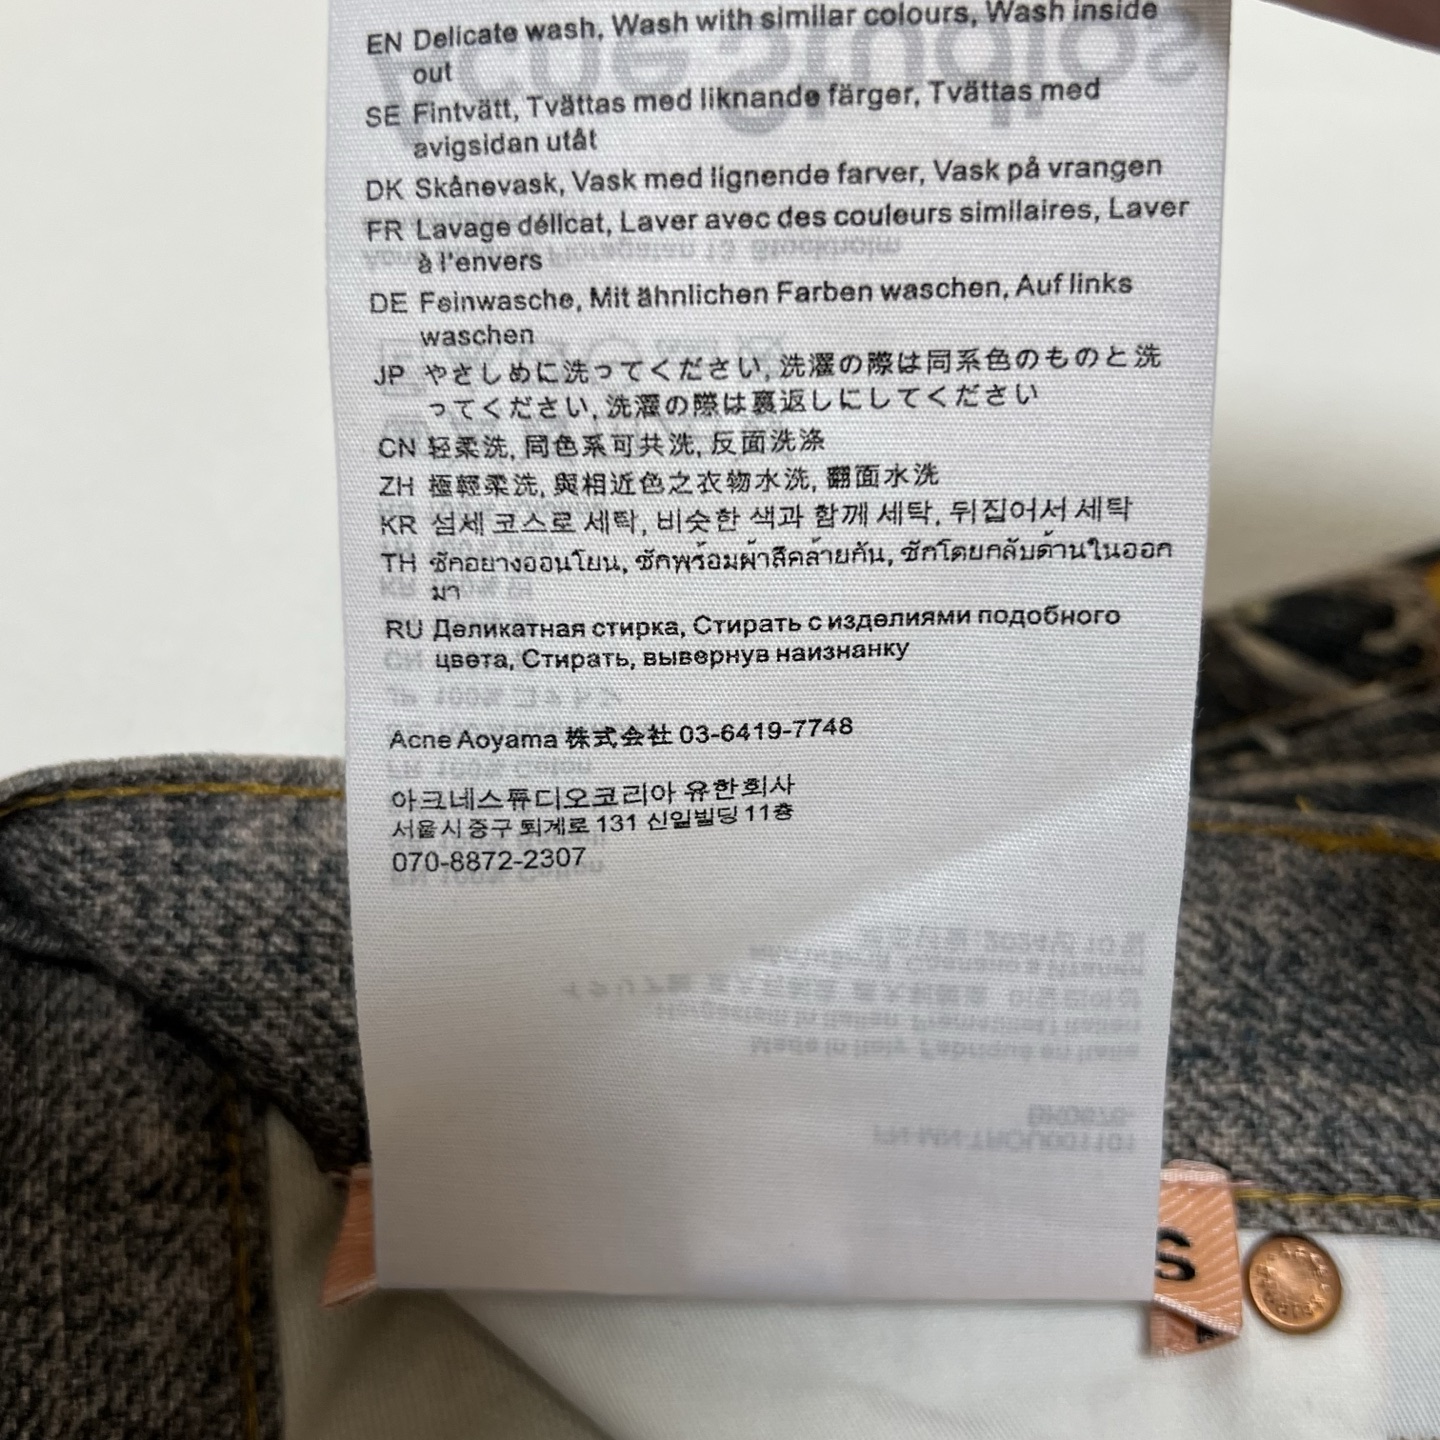 EN Delicate wash, Wash with similar colours, Wash inside
out
SE Fintvätt, Tvättas med liknande färger, Tvättas med
avigsidan utåt
DK Skånevask, Vask med lignende farver, Vask på vrangen
FR Lavage délicat, Laver avec des couleurs similaires, Laver
à l'envers
DE Feinwasche, Mit ähnlichen Farben waschen, Auf links
waschen
JP やさしめに洗ってください, 洗濯の際は同系色のものと洗
ってください, 洗濯の際は裏返しにしてください
CN 轻柔洗, 同色系可共洗, 反面洗涤
ZH 極輕柔洗, 與相近色之衣物水洗, 翻面水洗
KR 섬세 코스로 세탁, 비슷한 색과 함께 세탁, 뒤집어서 세탁
TH ซักอย่างอ่อนโยน, ซักพร้อมผ้าสีคล้ายกัน, ซักโดยกลับด้านในออก
มา
RU Деликатная стирка, Стирать с изделиями подобного
цвета, Стирать, вывернув наизнанку
Acne Aoyama 株式会社 03-6419-7748
아크네스튜디오코리아 유한회사
서울시 중구 퇴계로 131 신일빌딩 11층
070-8872-2307
S